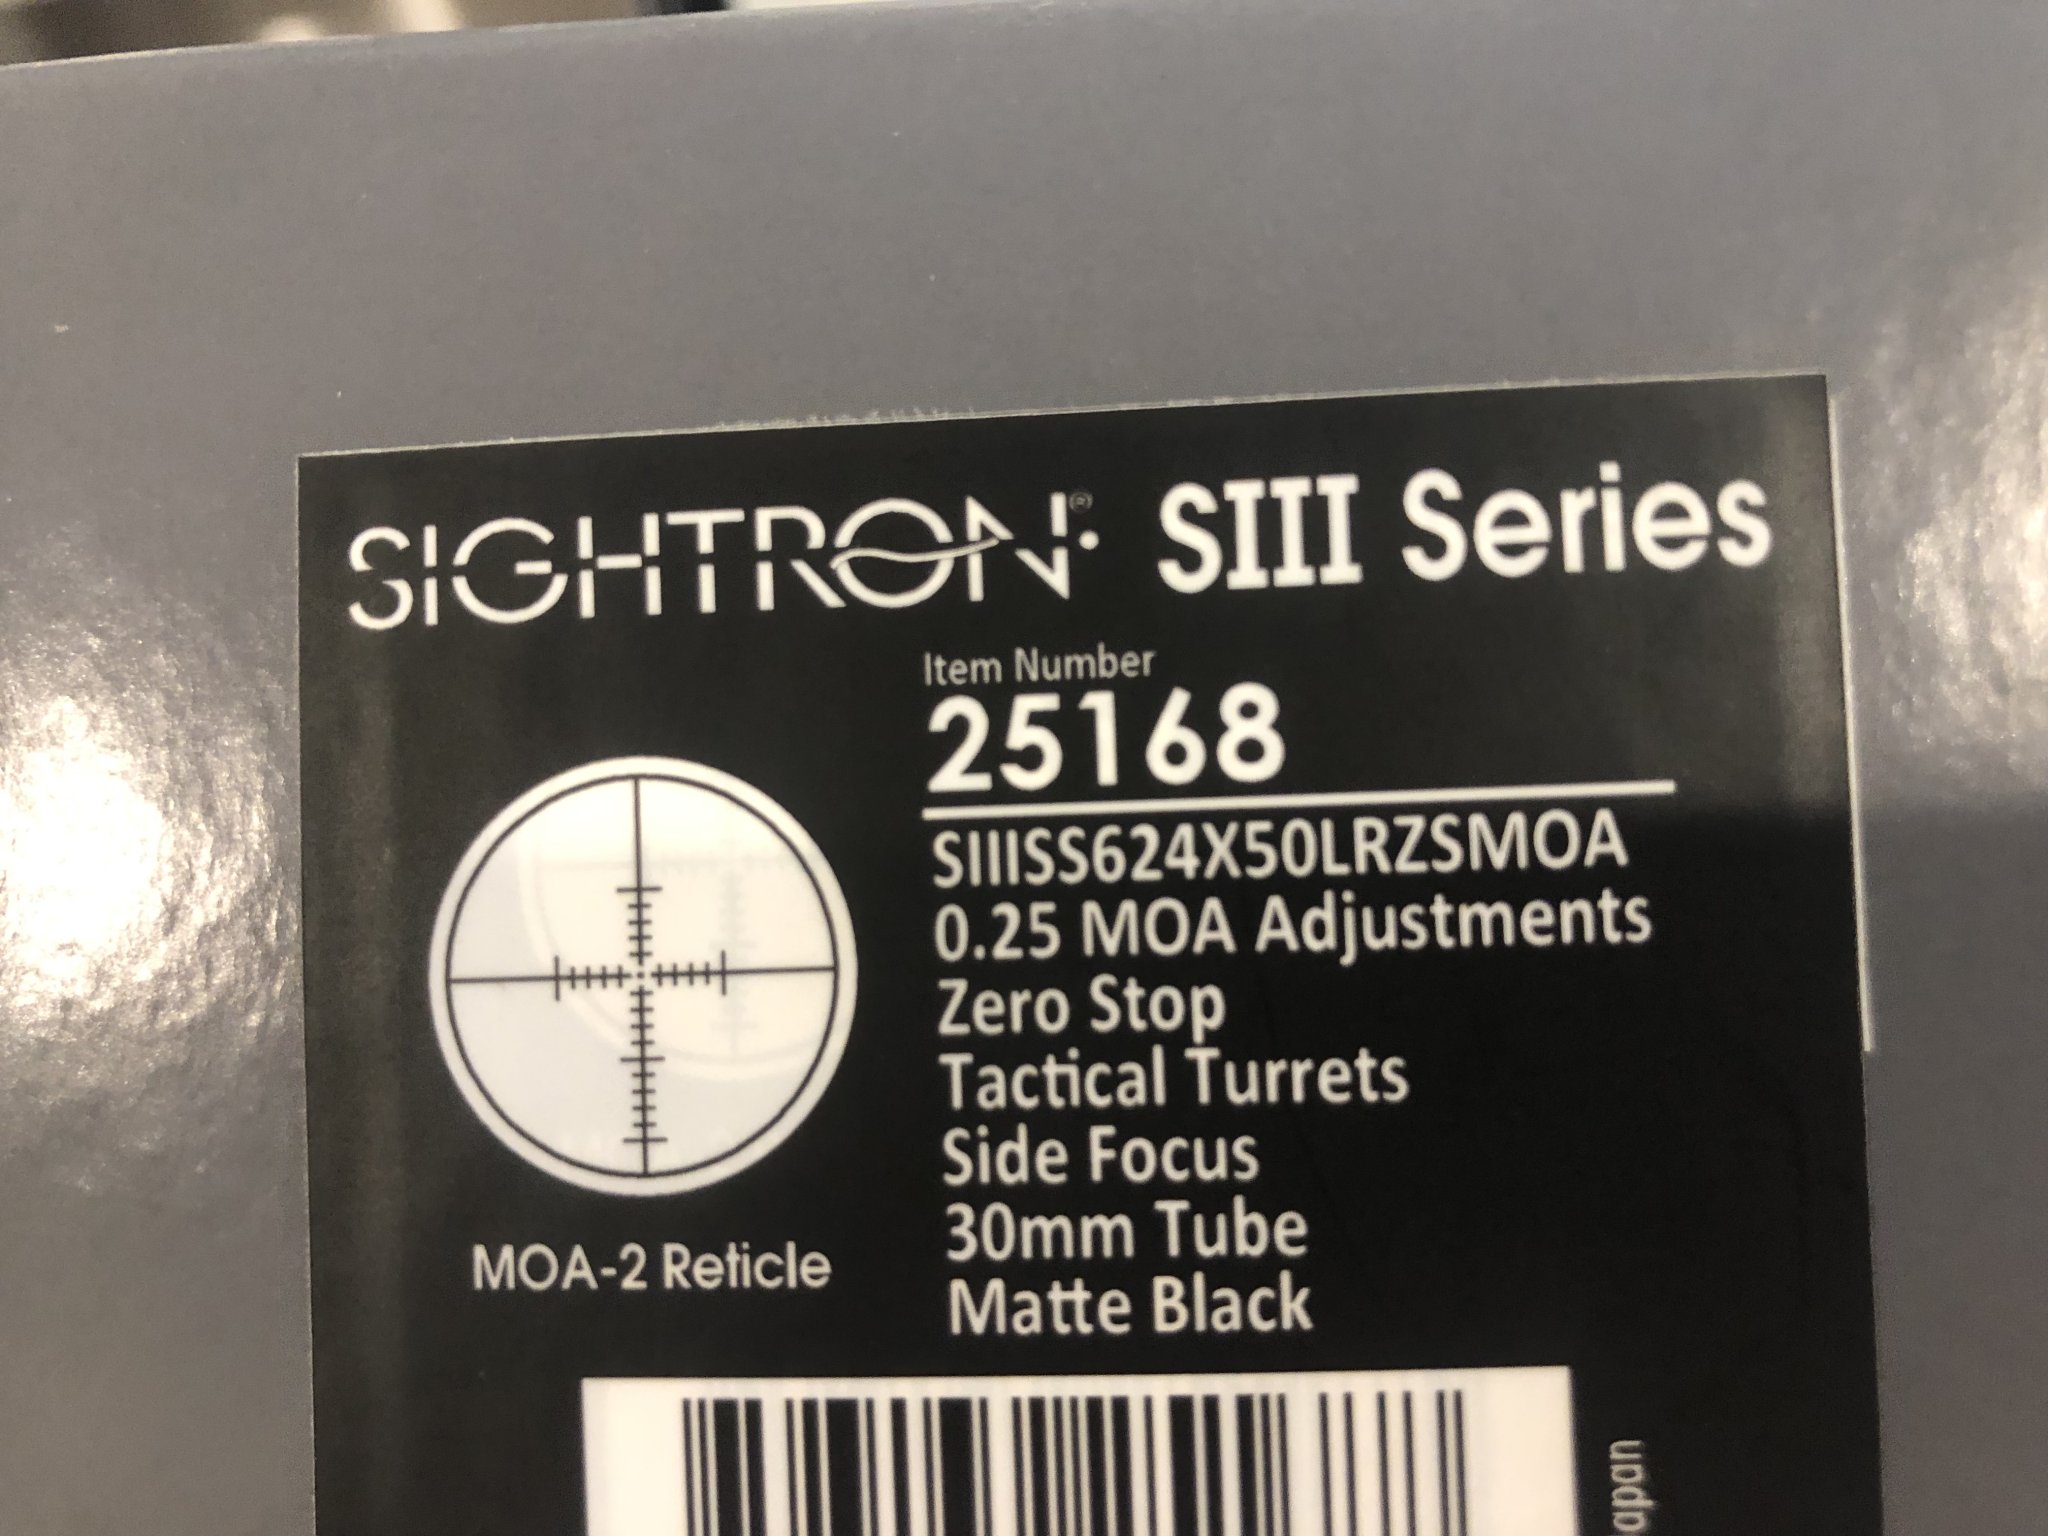 SIGHTRON® SIII Series
Item Number
25168
SIIISS624X50LRZSMOA
0.25 MOA Adjustments
Zero Stop
Tactical Turrets
Side Focus
30mm Tube
Matte Black
MOA-2 Reticle
apan